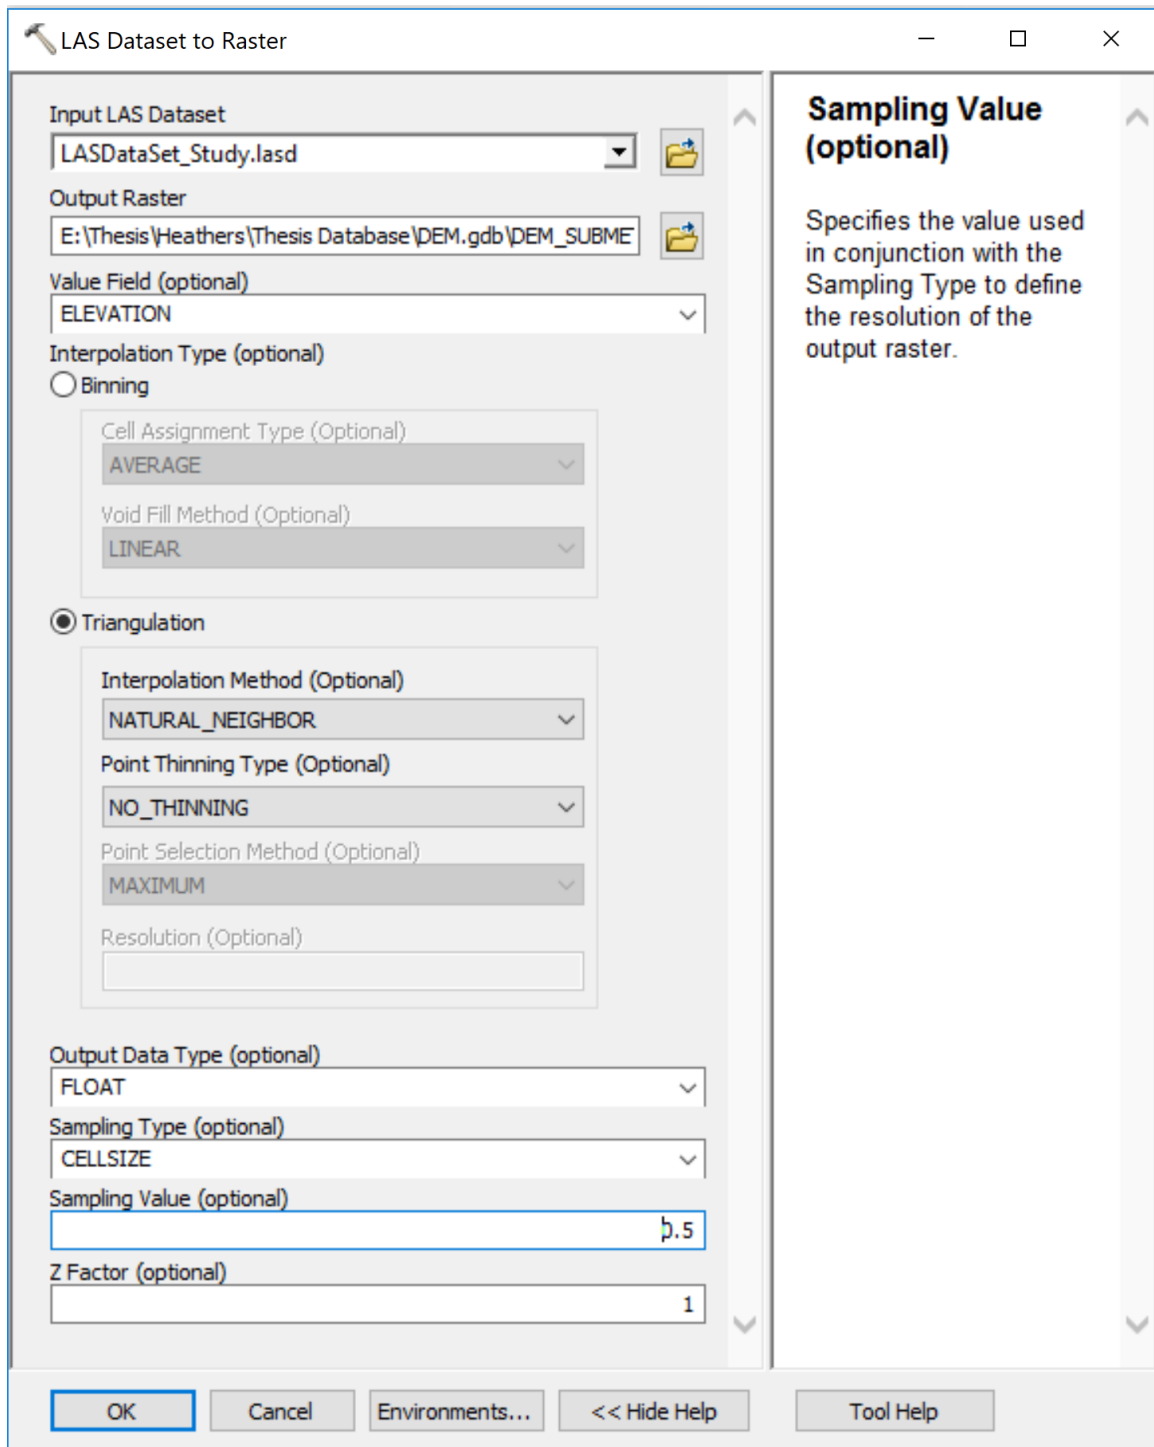 LAS Dataset to Raster
Input LAS Dataset
LASDataSet_Study.lasd
Output Raster
E:\Thesis\Heathers\Thesis Database\DEM.gdb\DEM_SUBME
Value Field (optional)
ELEVATION
Interpolation Type (optional)
Binning
Cell Assignment Type (Optional)
AVERAGE
Void Fill Method (Optional)
LINEAR
Triangulation
Interpolation Method (Optional)
NATURAL_NEIGHBOR
Point Thinning Type (Optional)
NO_THINNING
Point Selection Method (Optional)
MAXIMUM
Resolution (Optional)
Output Data Type (optional)
FLOAT
Sampling Type (optional)
CELLSIZE
Sampling Value (optional)
0.5
Z Factor (optional)
1
OK
Cancel
Environments...
<< Hide Help
Sampling Value
(optional)
Specifies the value used
in conjunction with the
Sampling Type to define
the resolution of the
output raster.
Tool Help